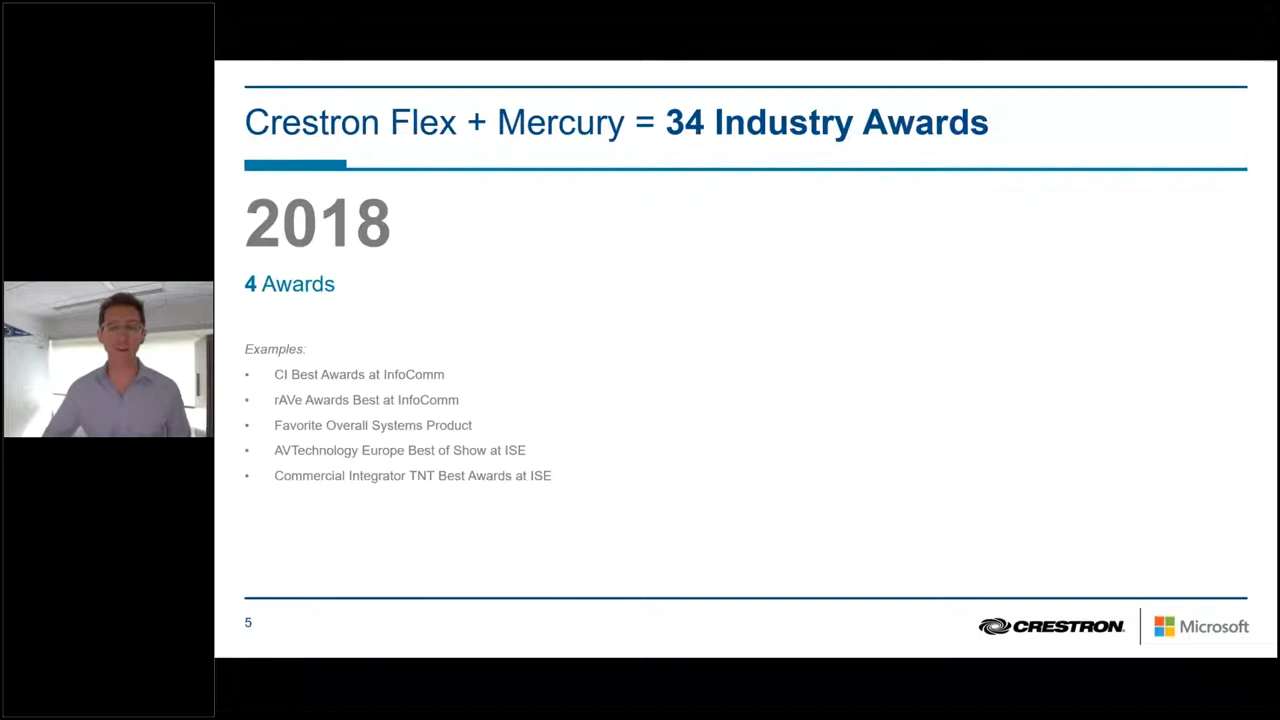 Crestron Flex + Mercury = 34 Industry Awards
2018
4 Awards
Examples:
• CI Best Awards at InfoComm
• rAVe Awards Best at InfoComm
• Favorite Overall Systems Product
• AVTechnology Europe Best of Show at ISE
• Commercial Integrator TNT Best Awards at ISE
5
CRESTRON
Microsoft